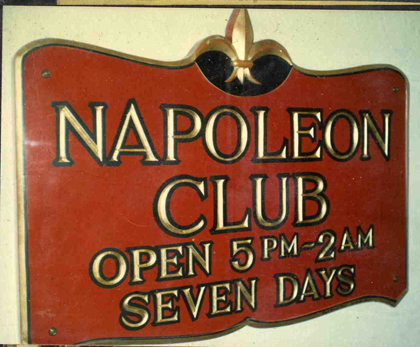 NAPOLEON
CLUB
OPEN 5 PM-2 AM
SEVEN DAYS